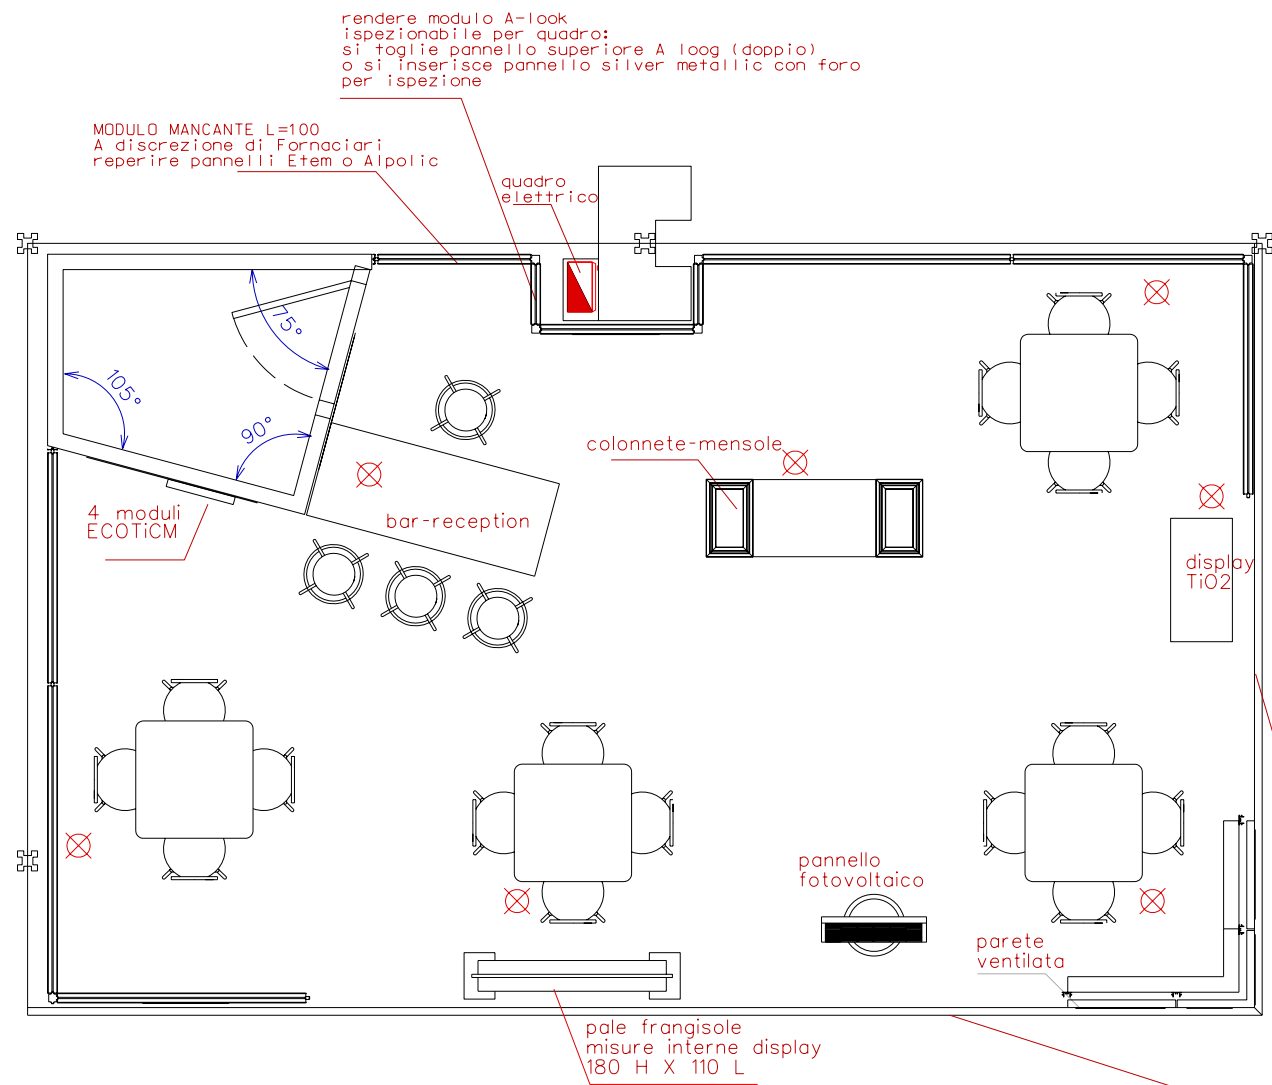 rendere modulo A-look
ispezionabile per quadro:
si toglie pannello superiore A loog (doppio)
o si inserisce pannello silver metallic con foro
per ispezione
MODULO MANCANTE L=100
A discrezione di Fornaciari
reperire pannelli Etem o Alpolic
quadro
elettrico
75°
105°
90°
colonnete-mensole
4 moduli
ECOTiCM
bar-reception
display
TiO2
pannello
fotovoltaico
parete
ventilata
pale frangisole
misure interne display
180 H X 110 L